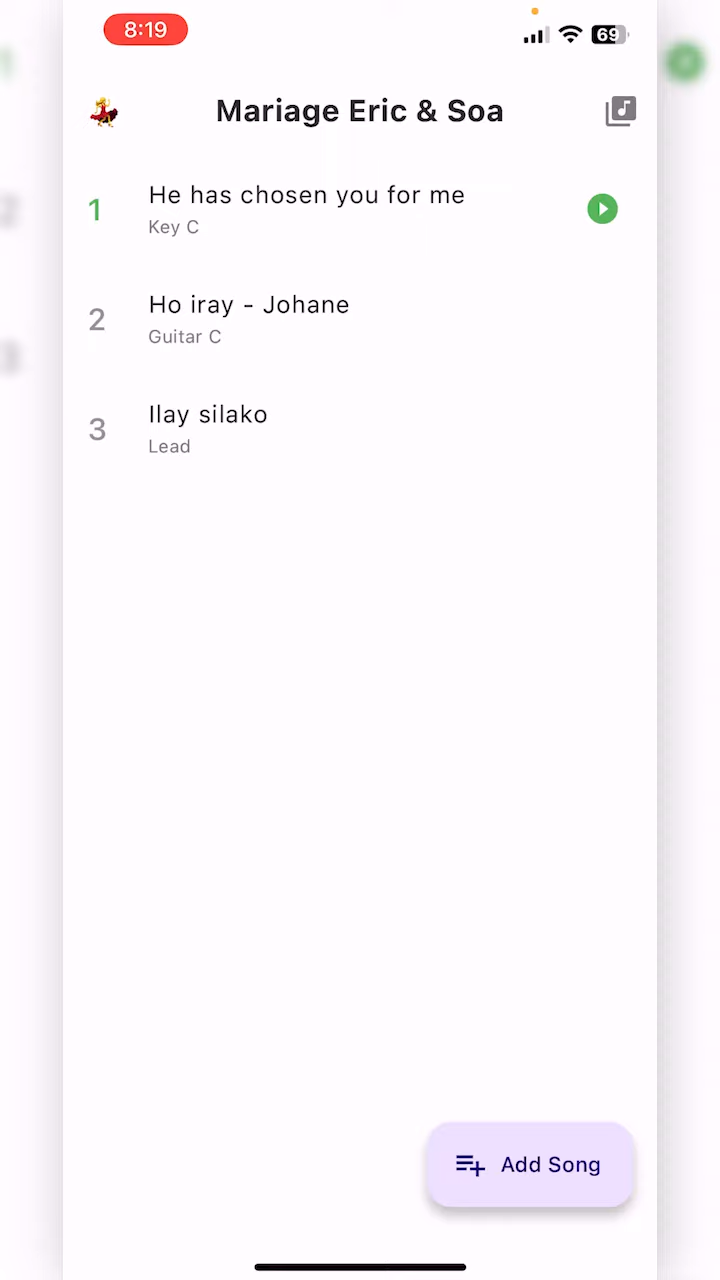 8:19
69
Mariage Eric & Soa
1
He has chosen you for me
Key C
2
Ho iray - Johane
Guitar C
3
Ilay silako
Lead
Add Song